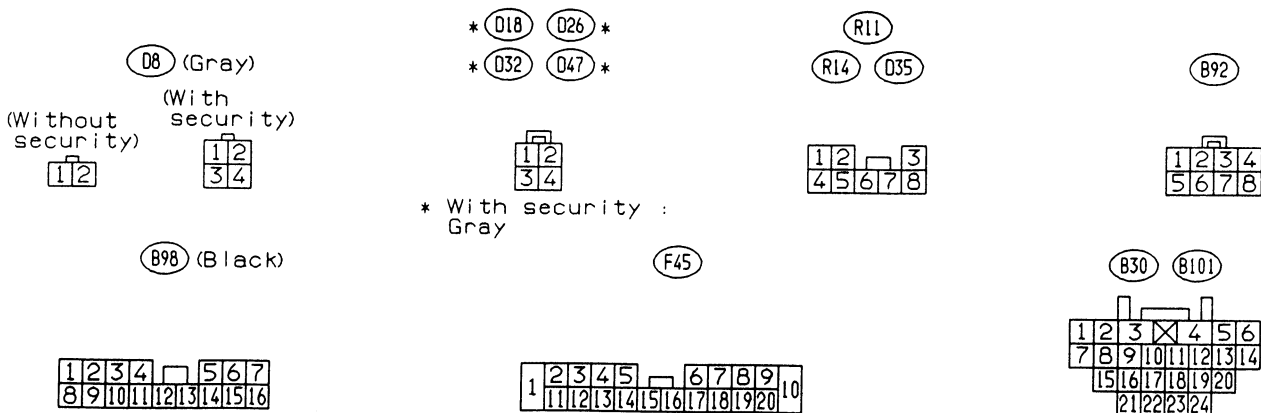 * D18 D26 *
R11
D8 (Gray)
* D32 D47 *
R14 D35
B92
(With security)
(Without security)
1 2
3 4
1 2
1 2
3 4
1 2 3
4 5 6 7 8
1 2 3 4
5 6 7 8
* With security :
Gray
B98 (Black)
F45
B30 B101
1 2 3 4 5 6 7
8 9 10 11 12 13 14 15 16
1 2 3 4 5 6 7 8 9 10
11 12 13 14 15 16 17 18 19 20
1 2 3 4 5 6
7 8 9 10 11 12 13 14
15 16 17 18 19 20
21 22 23 24